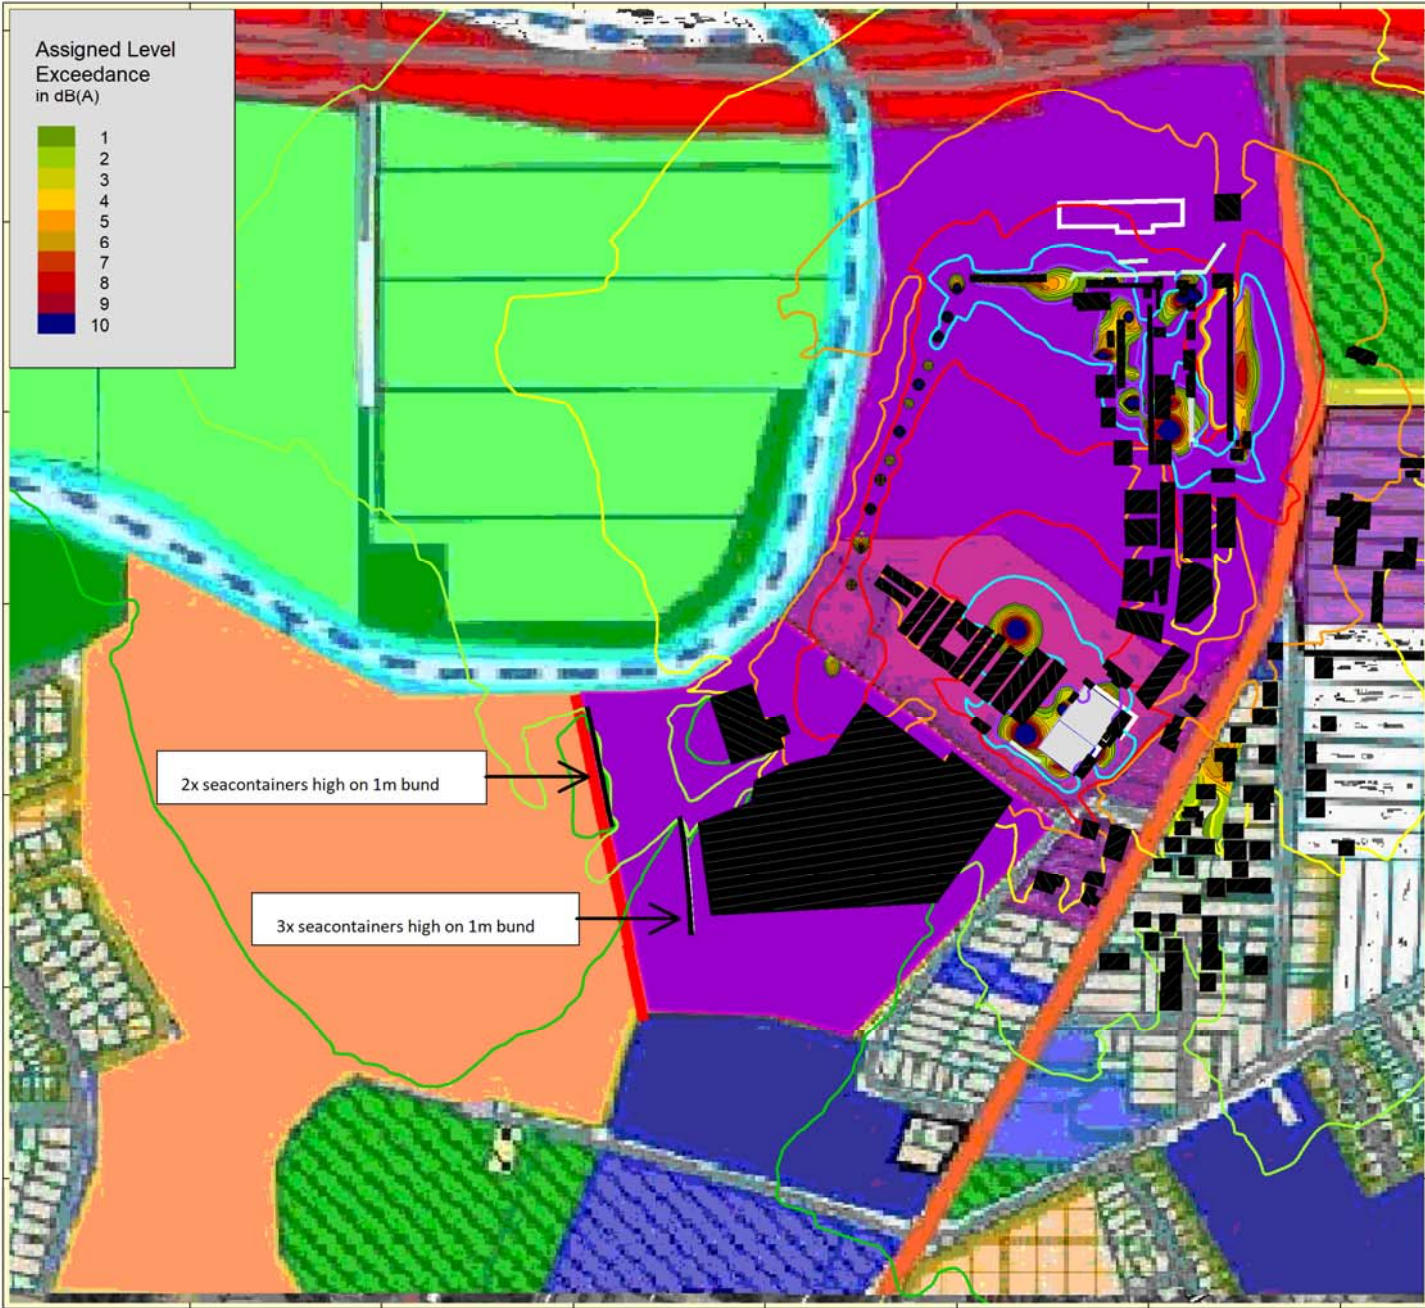 Assigned Level
Exceedance
in dB(A)
1
2
3
4
5
6
7
8
9
10
2x seacontainers high on 1m bund
3x seacontainers high on 1m bund